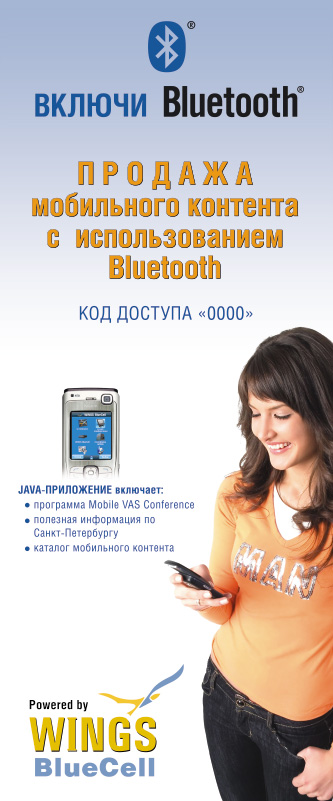 ВКЛЮЧИ Bluetooth®
ПРОДАЖА
мобильного контента
с использованием
Bluetooth
КОД ДОСТУПА «0000»
JAVA-ПРИЛОЖЕНИЕ включает:
• программа Mobile VAS Conference
• полезная информация по
Санкт-Петербургу
• каталог мобильного контента
MAN
Powered by
WINGS
BlueCell